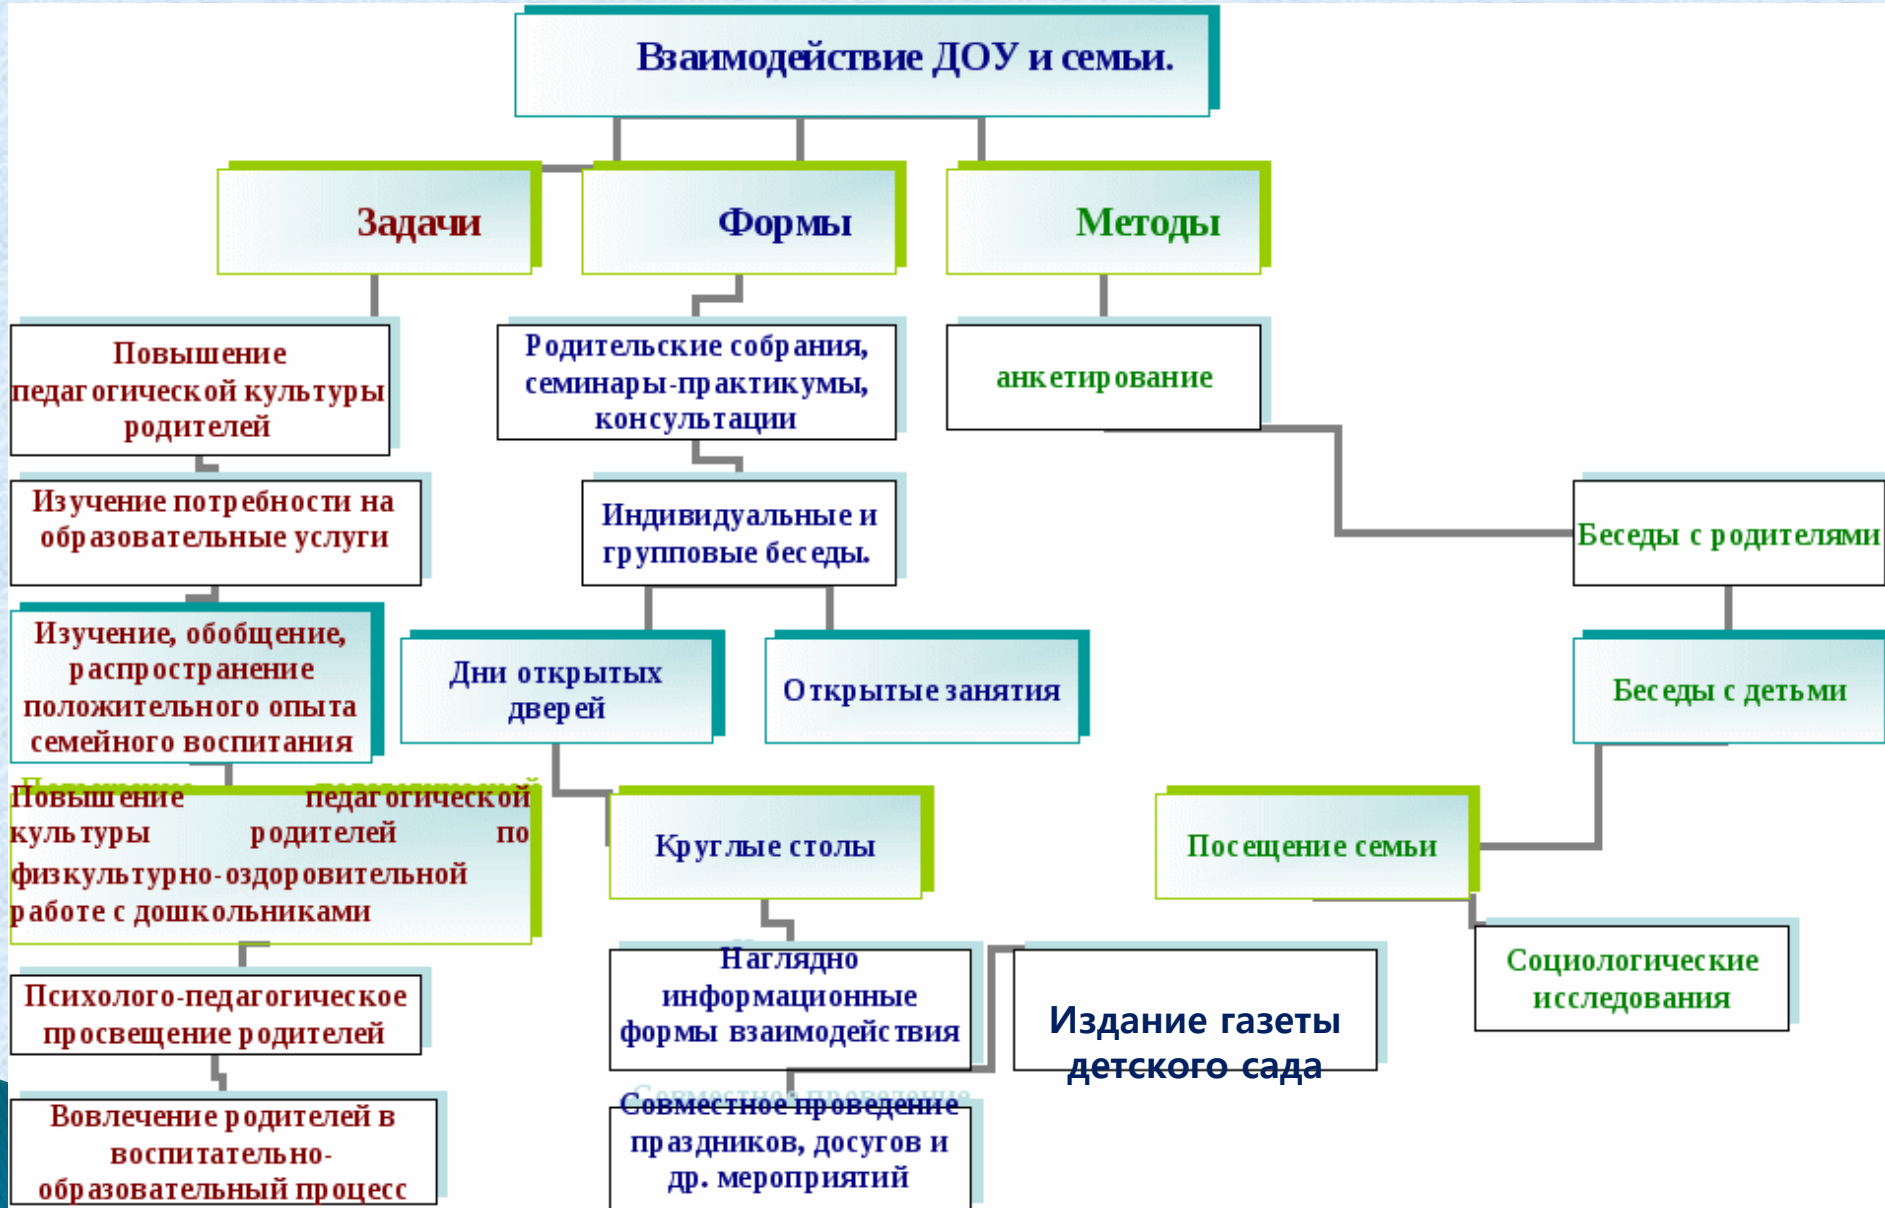 Взаимодействие ДОУ и семьи.
Задачи
Формы
Методы
Повышение
педагогической культуры
родителей
Родительские собрания,
семинары-практикумы,
консультации
анкетирование
Изучение потребности на
образовательные услуги
Индивидуальные и
групповые беседы.
Беседы с родителями
Изучение, обобщение,
распространение
положительного опыта
семейного воспитания
Дни открытых
дверей
Открытые занятия
Беседы с детьми
Повышение педагогической
культуры родителей по
физкультурно-оздоровительной
работе с дошкольниками
Круглые столы
Посещение семьи
Психолого-педагогическое
просвещение родителей
Наглядно
информационные
формы взаимодействия
Издание газеты
детского сада
Социологические
исследования
Вовлечение родителей в
воспитательно-
образовательный процесс
Совместное проведение
праздников, досугов и
др. мероприятий